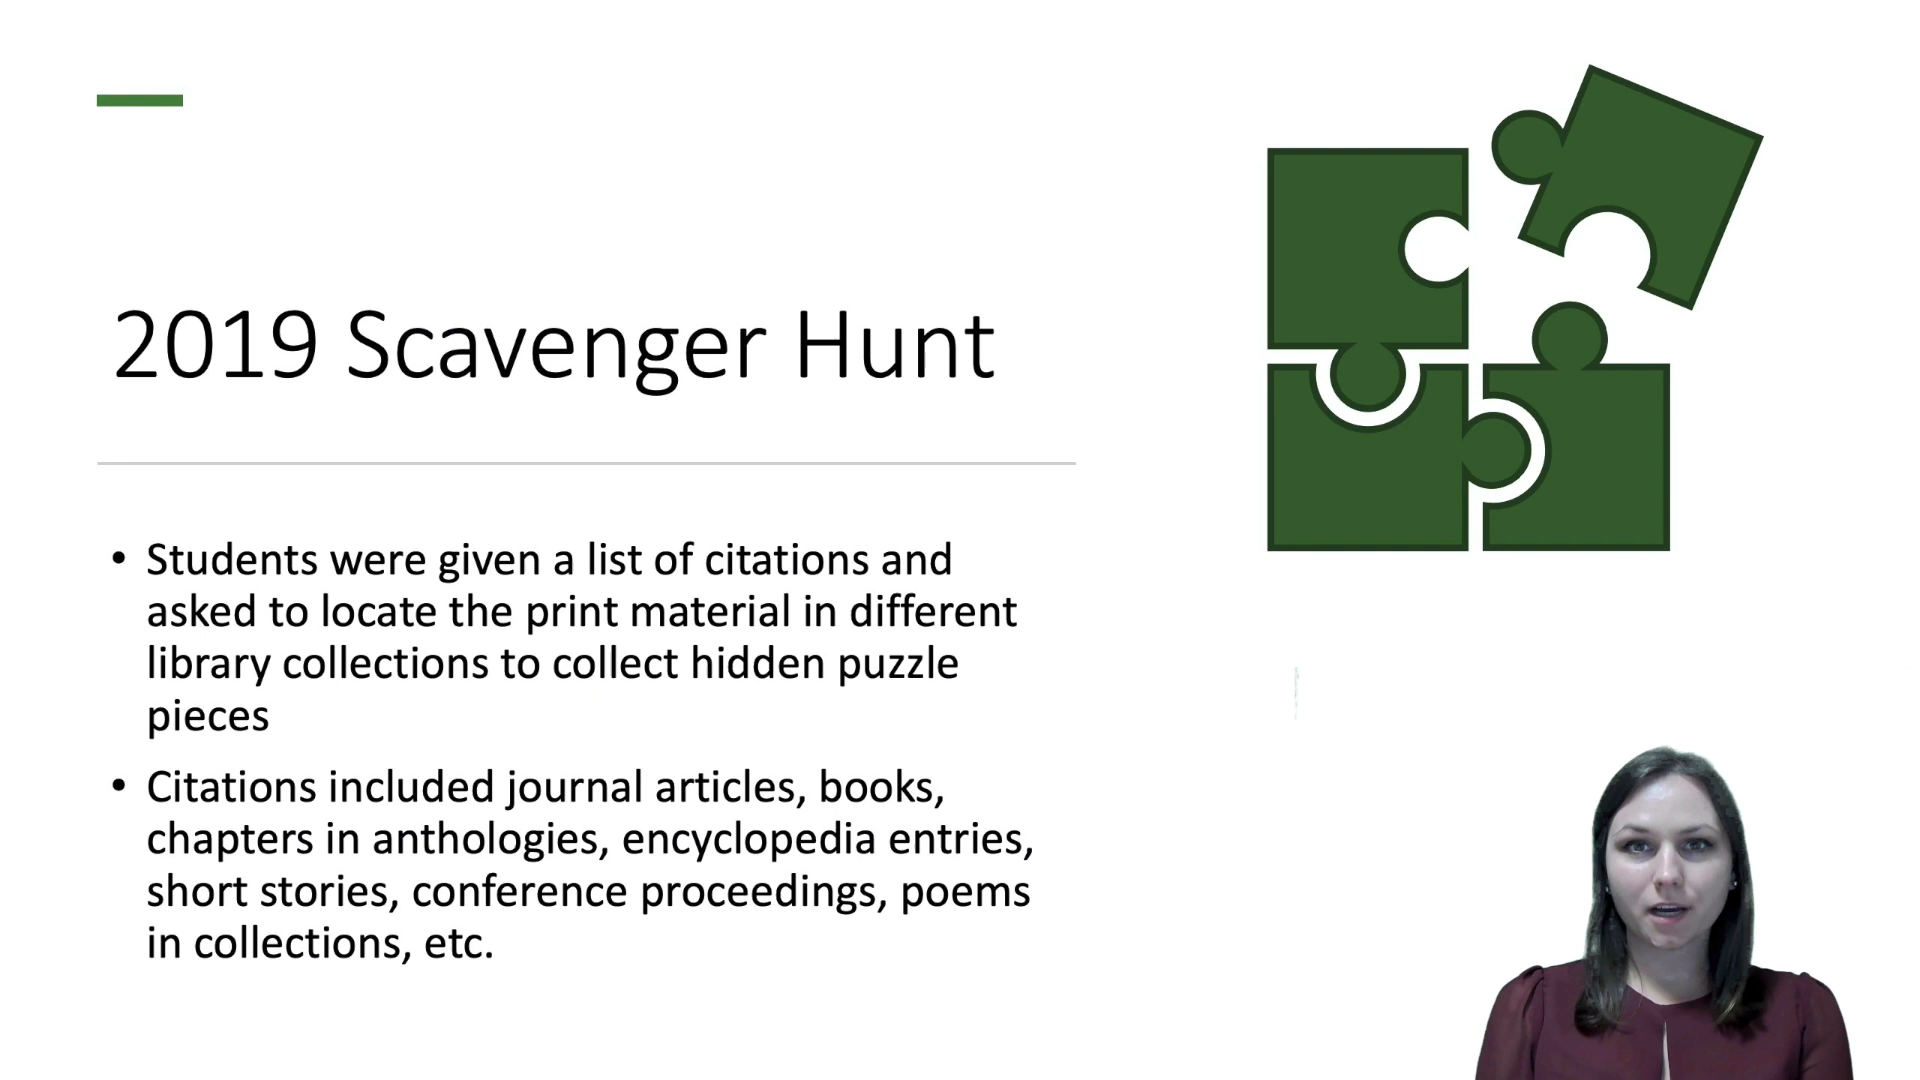 2019 Scavenger Hunt
• Students were given a list of citations and
asked to locate the print material in different
library collections to collect hidden puzzle
pieces
• Citations included journal articles, books,
chapters in anthologies, encyclopedia entries,
short stories, conference proceedings, poems
in collections, etc.